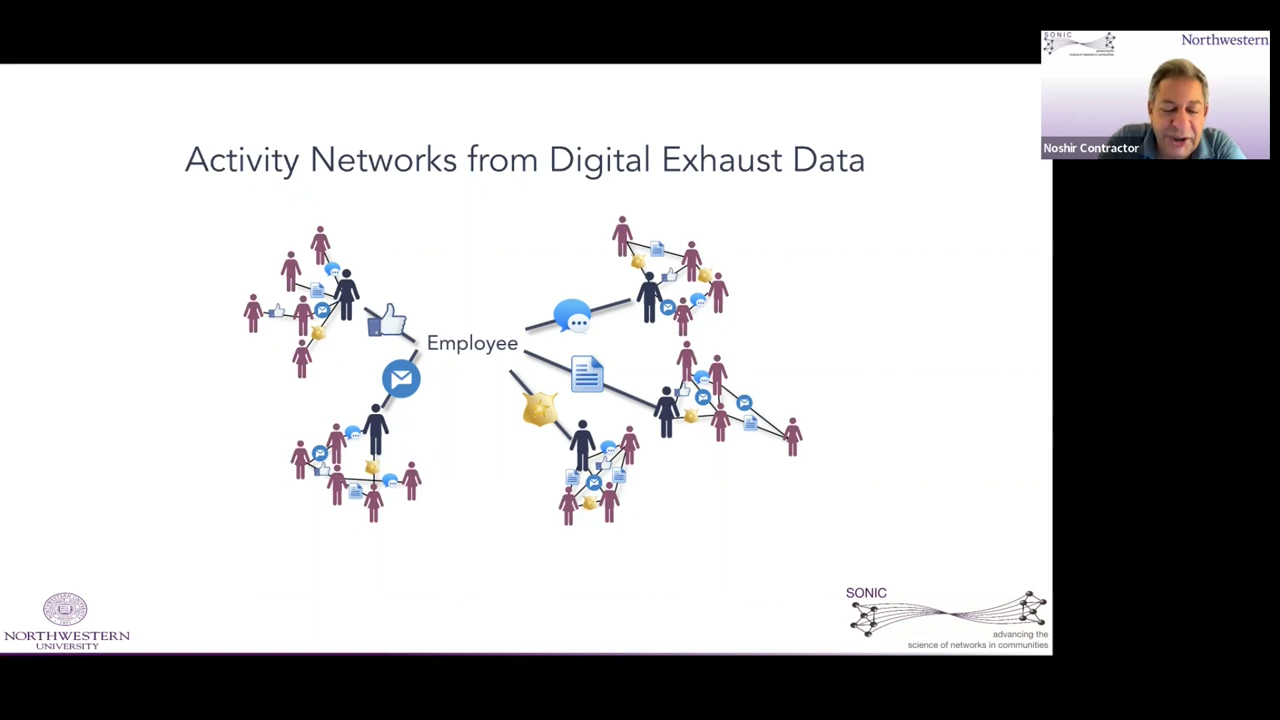 SONIC
Northwestern
Noshir Contractor
Activity Networks from Digital Exhaust Data
Employee
NORTHWESTERN
UNIVERSITY
SONIC
advancing the
science of networks in communities